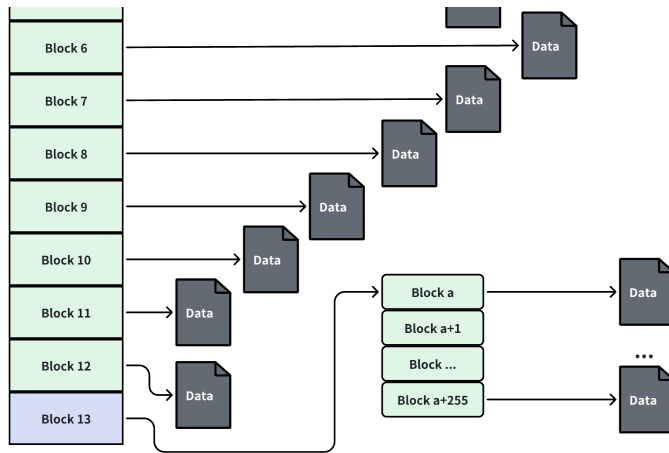 Block 6
Data
Block 7
Data
Block 8
Data
Block 9
Data
Block 10
Data
Block 11
Data
Block 12
Data
Block 13
Block a
Data
Block a+1
...
Block ...
Block a+255
Data